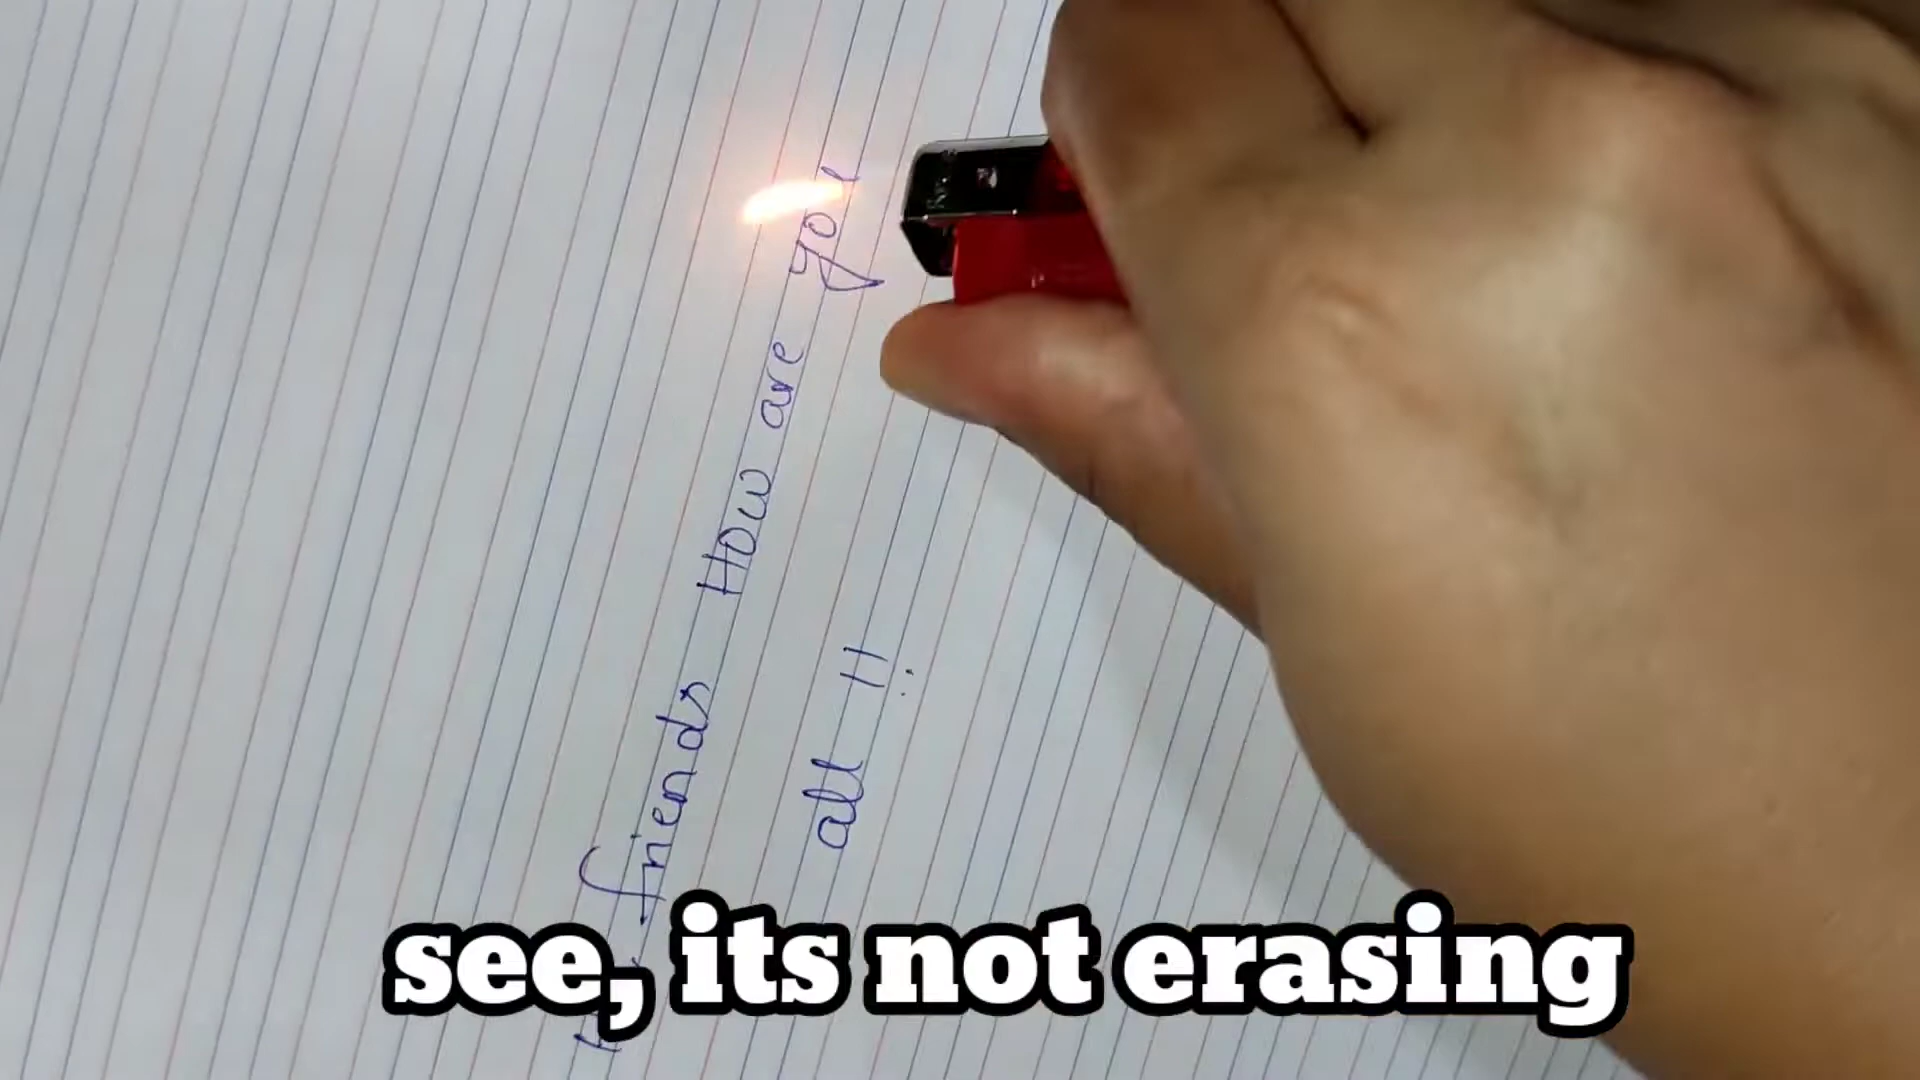 friends How are you
all !!
see, its not erasing